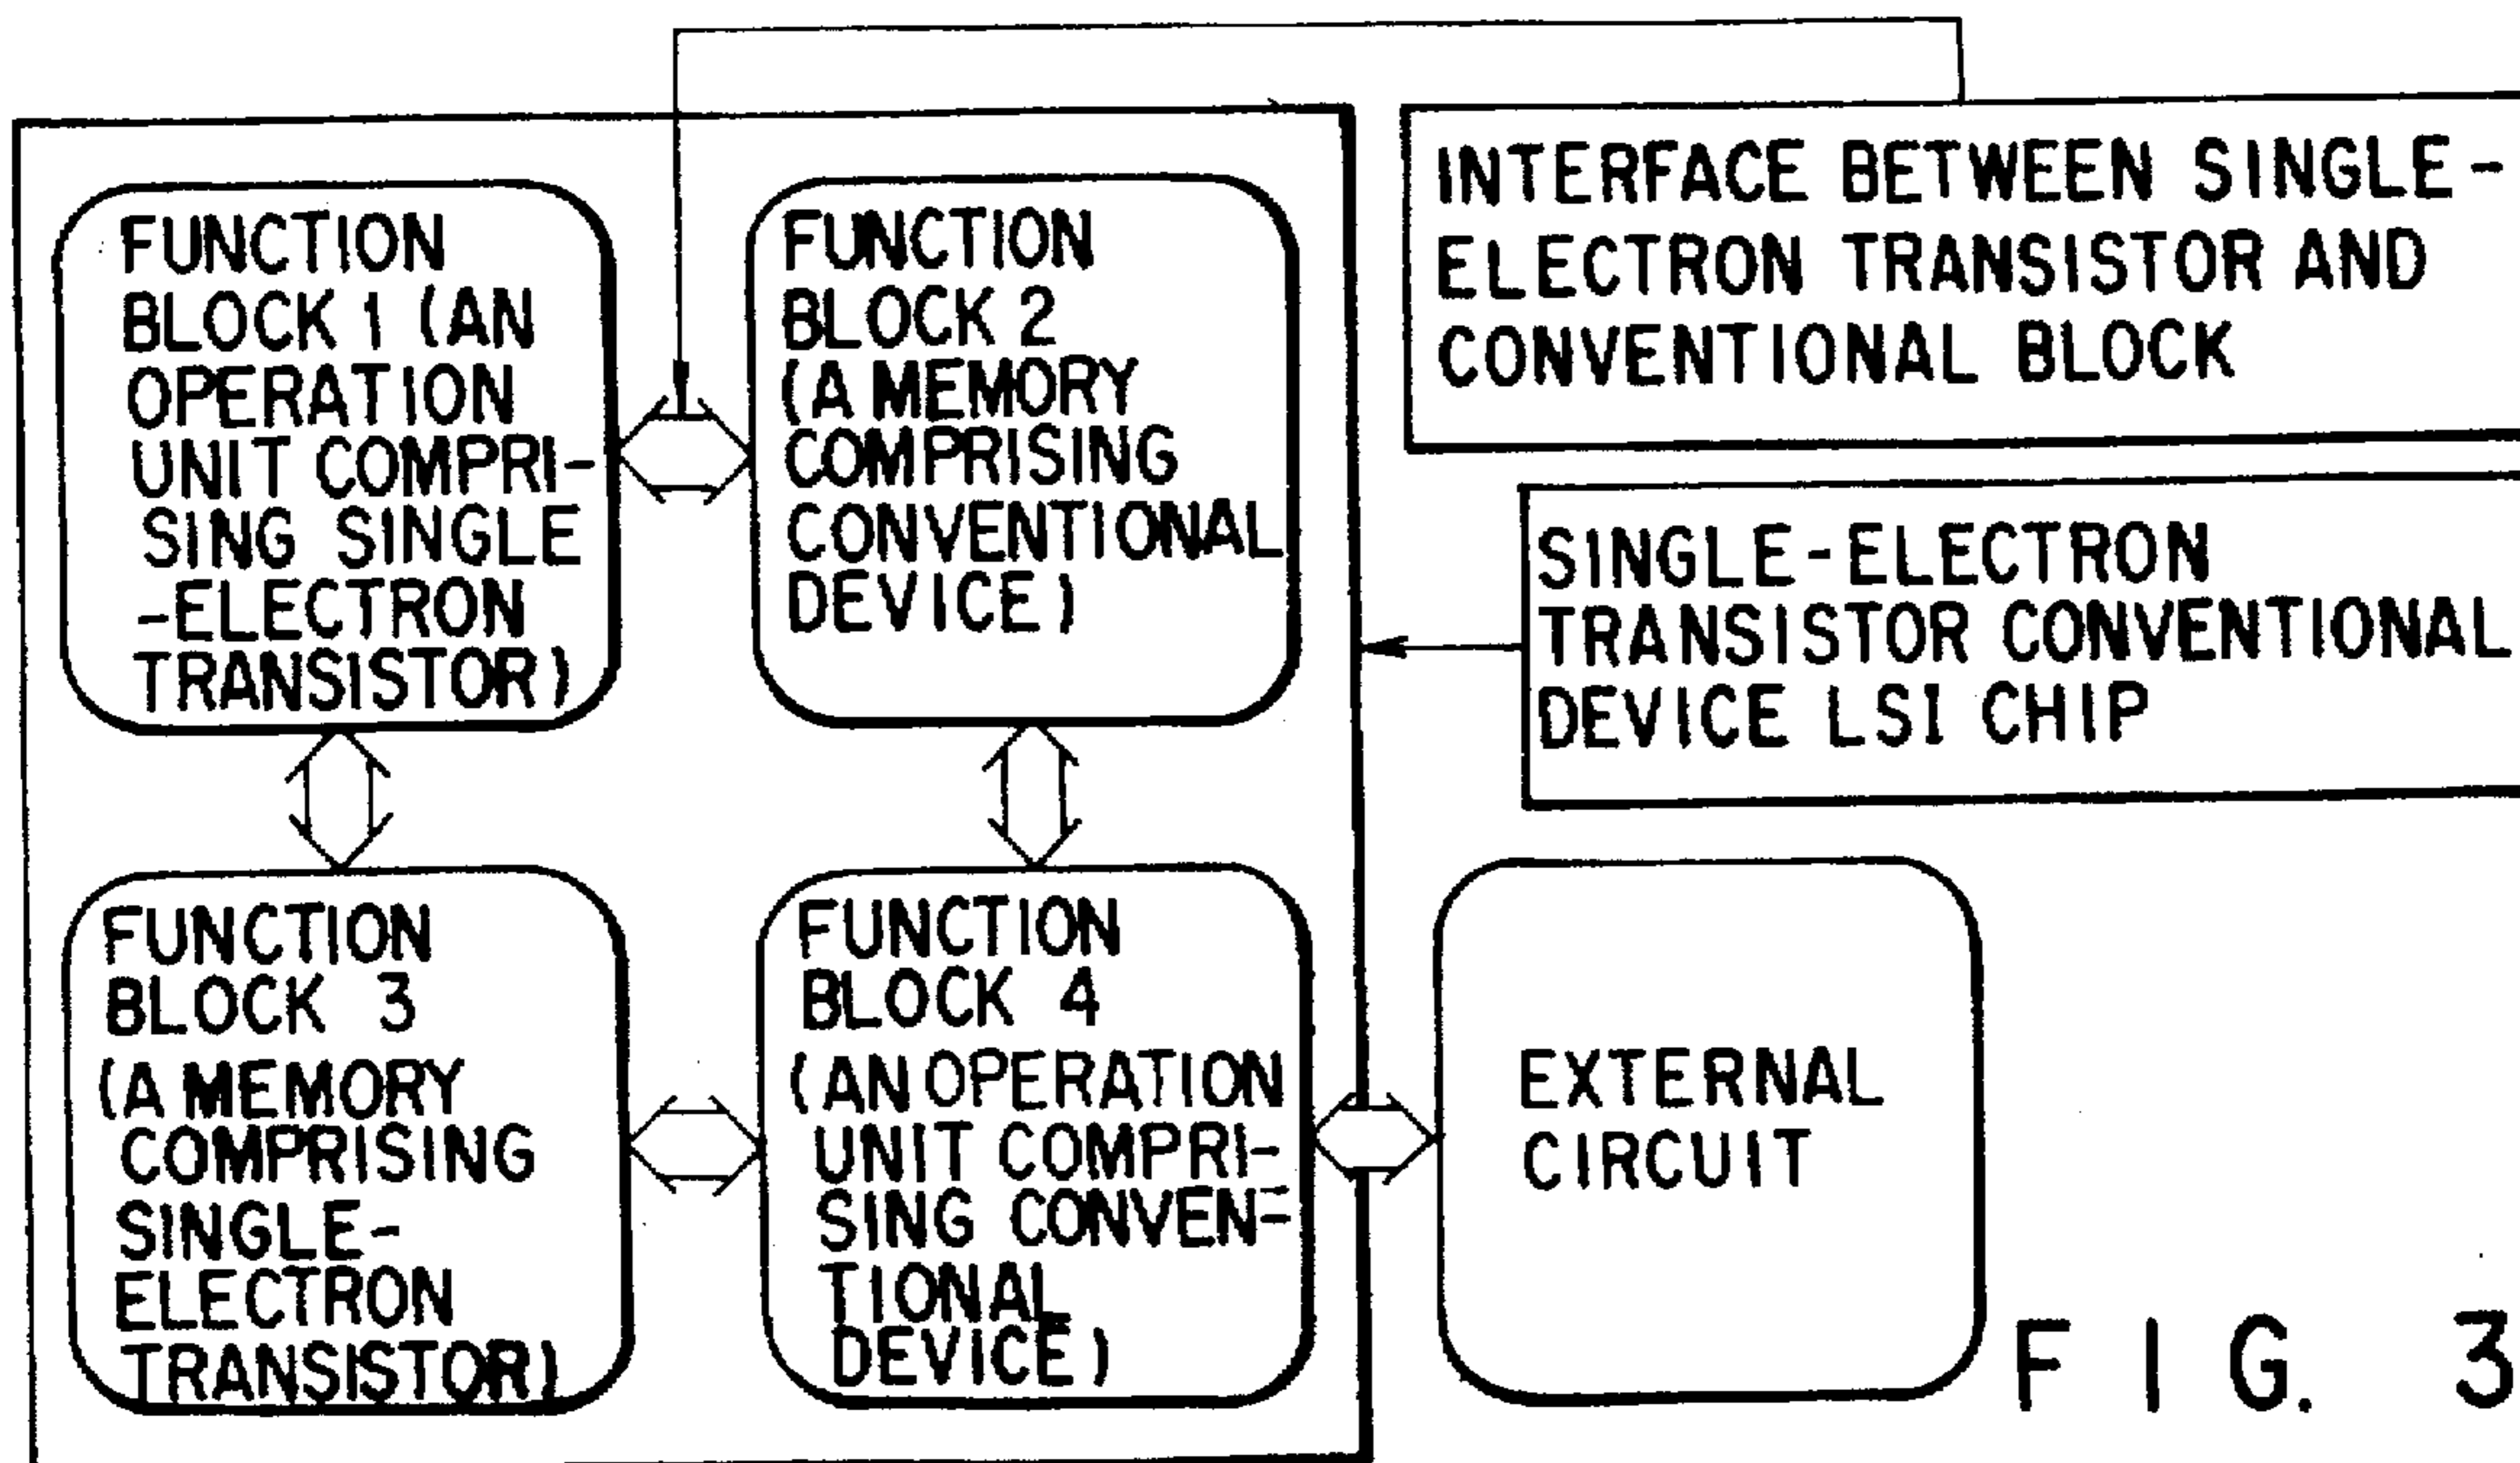 FUNCTION
BLOCK 1 (AN
OPERATION
UNIT COMPRI-
SING SINGLE
-ELECTRON
TRANSISTOR)
FUNCTION
BLOCK 2
(A MEMORY
COMPRISING
CONVENTIONAL
DEVICE)
INTERFACE BETWEEN SINGLE-
ELECTRON TRANSISTOR AND
CONVENTIONAL BLOCK
SINGLE-ELECTRON
TRANSISTOR CONVENTIONAL
DEVICE LSI CHIP
FUNCTION
BLOCK 3
(A MEMORY
COMPRISING
SINGLE-
ELECTRON
TRANSISTOR)
FUNCTION
BLOCK 4
(AN OPERATION
UNIT COMPRI-
SING CONVEN-
TIONAL
DEVICE)
EXTERNAL
CIRCUIT
FIG. 3